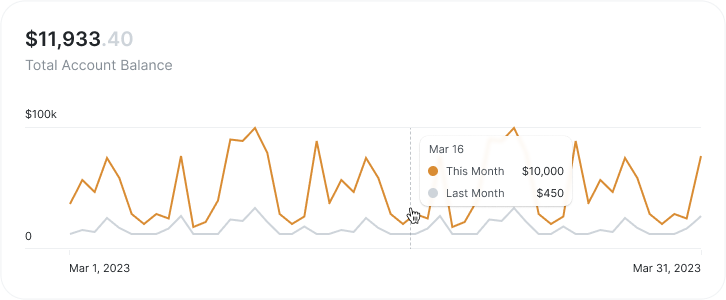 $11,933.40
Total Account Balance
$100k
Mar 16
This Month $10,000
Last Month $450
0
Mar 1, 2023 Mar 31, 2023